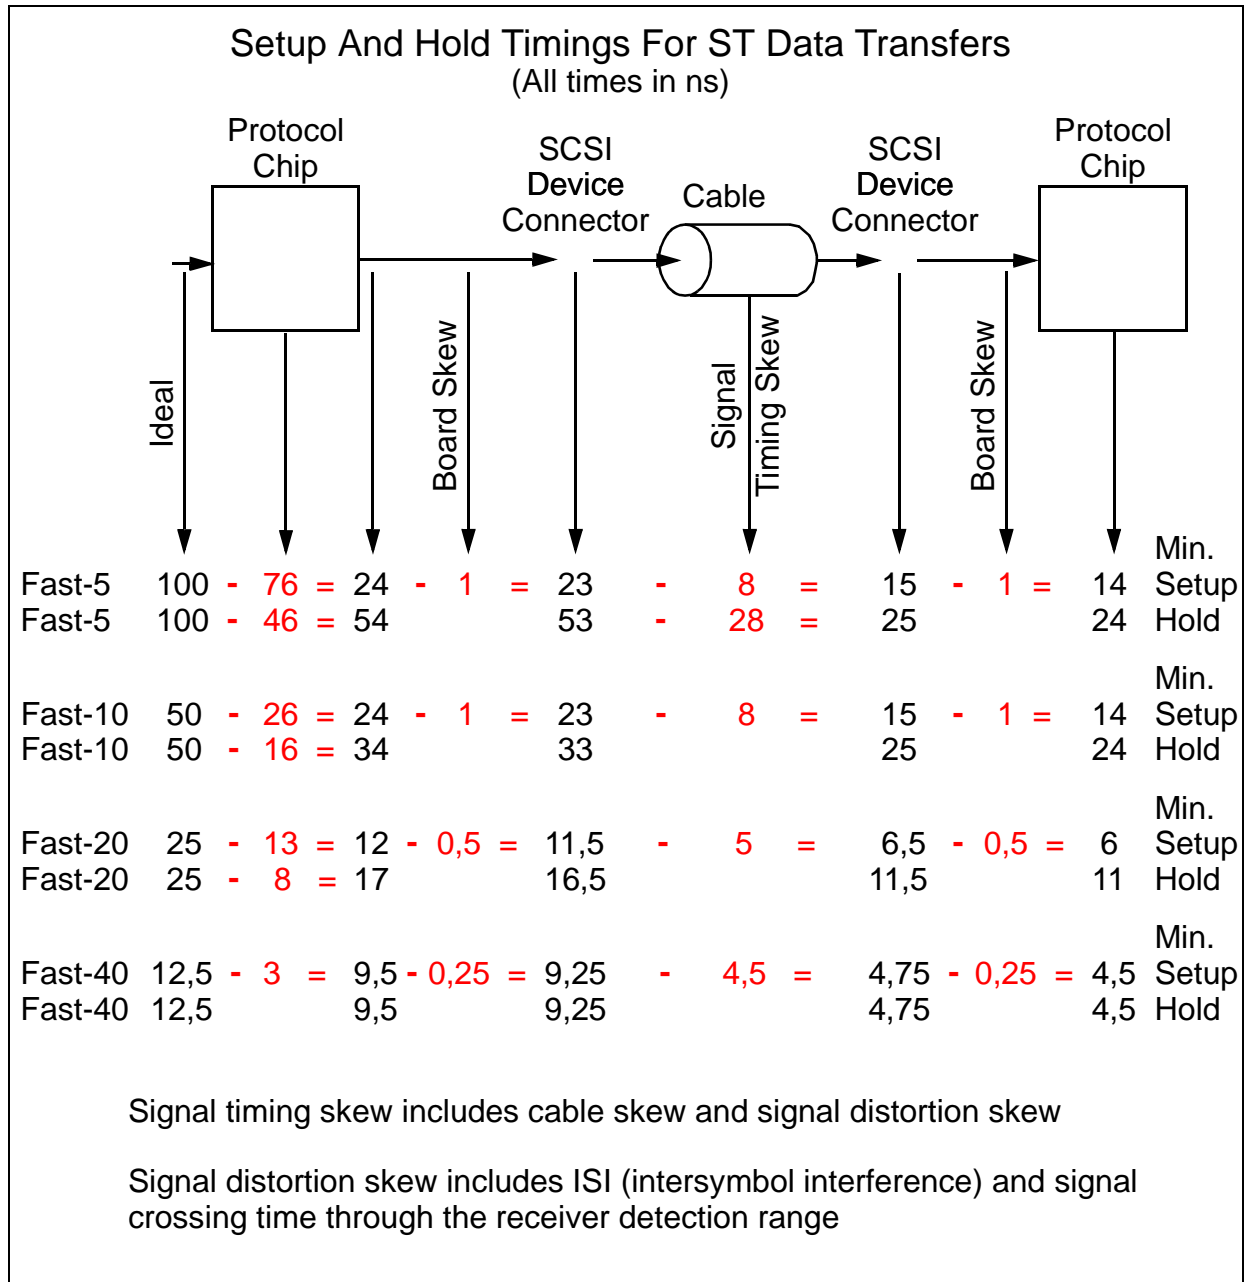 Setup And Hold Timings For ST Data Transfers
(All times in ns)
Protocol
Chip
SCSI
Device
Connector
Cable
SCSI
Device
Connector
Protocol
Chip
Ideal
Board Skew
Signal
Timing Skew
Board Skew
Min.
Fast-5 100 - 76 = 24 - 1 = 23 - 8 = 15 - 1 = 14 Setup
Fast-5 100 - 46 = 54 53 - 28 = 25 24 Hold
Min.
Fast-10 50 - 26 = 24 - 1 = 23 - 8 = 15 - 1 = 14 Setup
Fast-10 50 - 16 = 34 33 25 24 Hold
Min.
Fast-20 25 - 13 = 12 - 0,5 = 11,5 - 5 = 6,5 - 0,5 = 6 Setup
Fast-20 25 - 8 = 17 16,5 11,5 11 Hold
Min.
Fast-40 12,5 - 3 = 9,5 - 0,25 = 9,25 - 4,5 = 4,75 - 0,25 = 4,5 Setup
Fast-40 12,5 9,5 9,25 4,75 4,5 Hold
Signal timing skew includes cable skew and signal distortion skew
Signal distortion skew includes ISI (intersymbol interference) and signal
crossing time through the receiver detection range